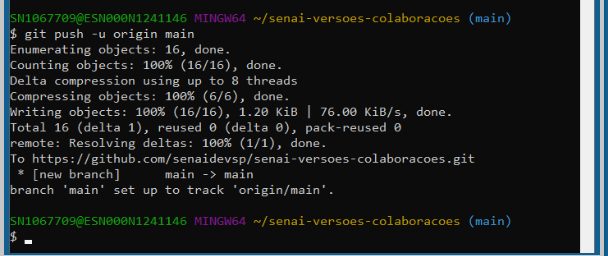 SN1067709@ESN000N1241146 MINGW64 ~/senai-versoes-colaboracoes (main)
$ git push -u origin main
Enumerating objects: 16, done.
Counting objects: 100% (16/16), done.
Delta compression using up to 8 threads
Compressing objects: 100% (6/6), done.
Writing objects: 100% (16/16), 1.20 KiB | 76.00 KiB/s, done.
Total 16 (delta 1), reused 0 (delta 0), pack-reused 0
remote: Resolving deltas: 100% (1/1), done.
To https://github.com/senaidevsp/senai-versoes-colaboracoes.git
 * [new branch]      main -> main
branch 'main' set up to track 'origin/main'.
SN1067709@ESN000N1241146 MINGW64 ~/senai-versoes-colaboracoes (main)
$